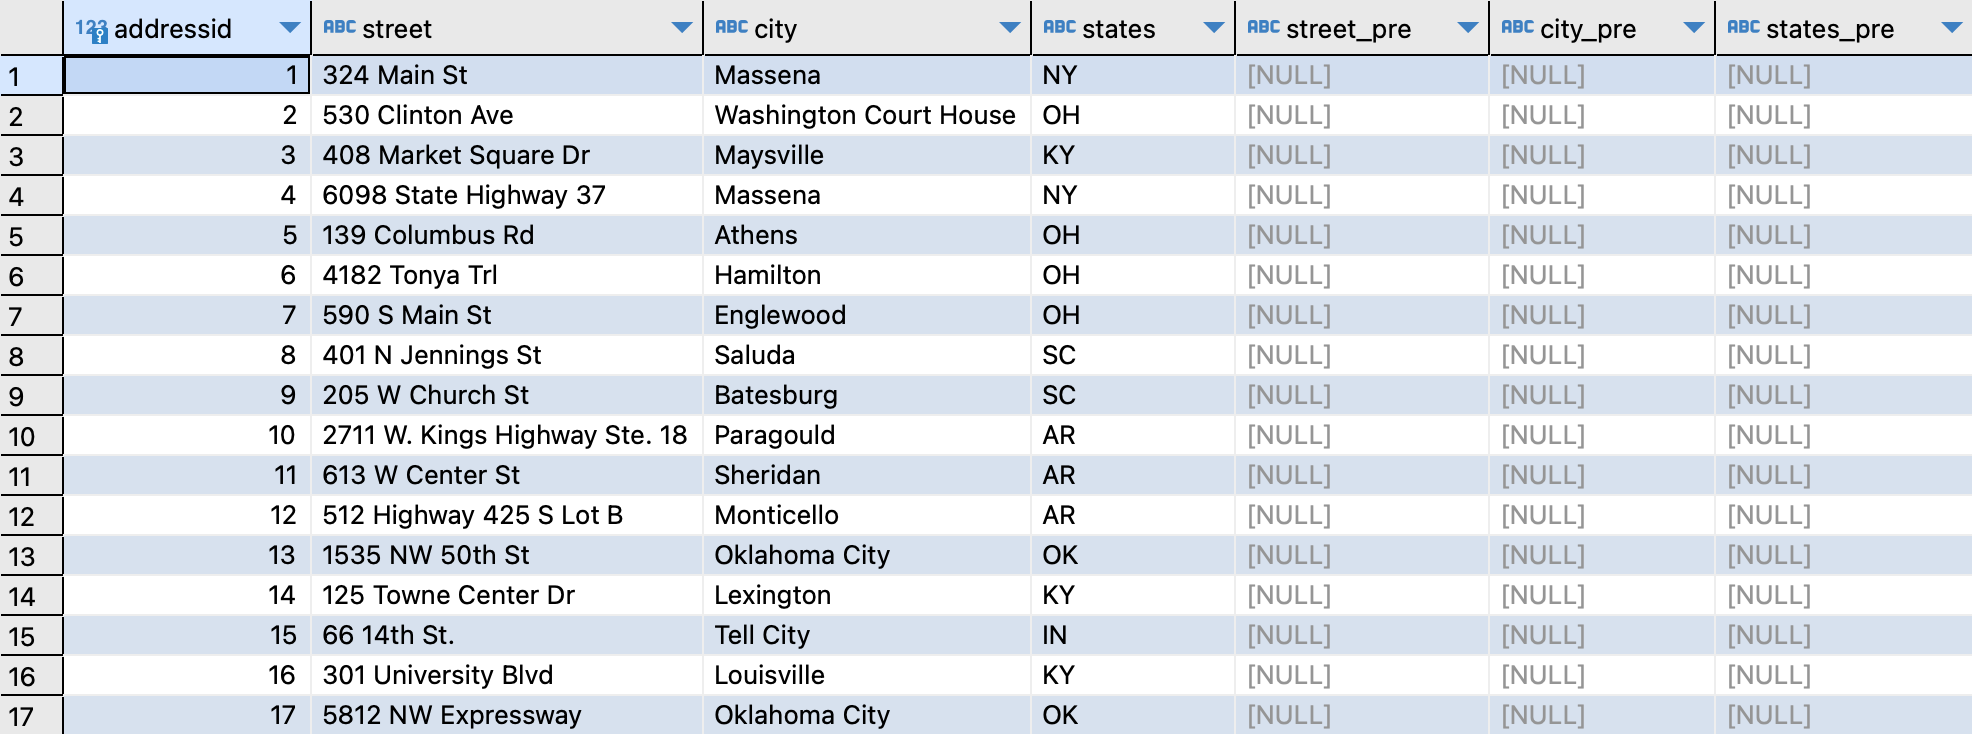 123 addressid ABC street ABC city ABC states ABC street_pre ABC city_pre ABC states_pre
1 1 324 Main St Massena NY [NULL] [NULL] [NULL]
2 2 530 Clinton Ave Washington Court House OH [NULL] [NULL] [NULL]
3 3 408 Market Square Dr Maysville KY [NULL] [NULL] [NULL]
4 4 6098 State Highway 37 Massena NY [NULL] [NULL] [NULL]
5 5 139 Columbus Rd Athens OH [NULL] [NULL] [NULL]
6 6 4182 Tonya Trl Hamilton OH [NULL] [NULL] [NULL]
7 7 590 S Main St Englewood OH [NULL] [NULL] [NULL]
8 8 401 N Jennings St Saluda SC [NULL] [NULL] [NULL]
9 9 205 W Church St Batesburg SC [NULL] [NULL] [NULL]
10 10 2711 W. Kings Highway Ste. 18 Paragould AR [NULL] [NULL] [NULL]
11 11 613 W Center St Sheridan AR [NULL] [NULL] [NULL]
12 12 512 Highway 425 S Lot B Monticello AR [NULL] [NULL] [NULL]
13 13 1535 NW 50th St Oklahoma City OK [NULL] [NULL] [NULL]
14 14 125 Towne Center Dr Lexington KY [NULL] [NULL] [NULL]
15 15 66 14th St. Tell City IN [NULL] [NULL] [NULL]
16 16 301 University Blvd Louisville KY [NULL] [NULL] [NULL]
17 17 5812 NW Expressway Oklahoma City OK [NULL] [NULL] [NULL]